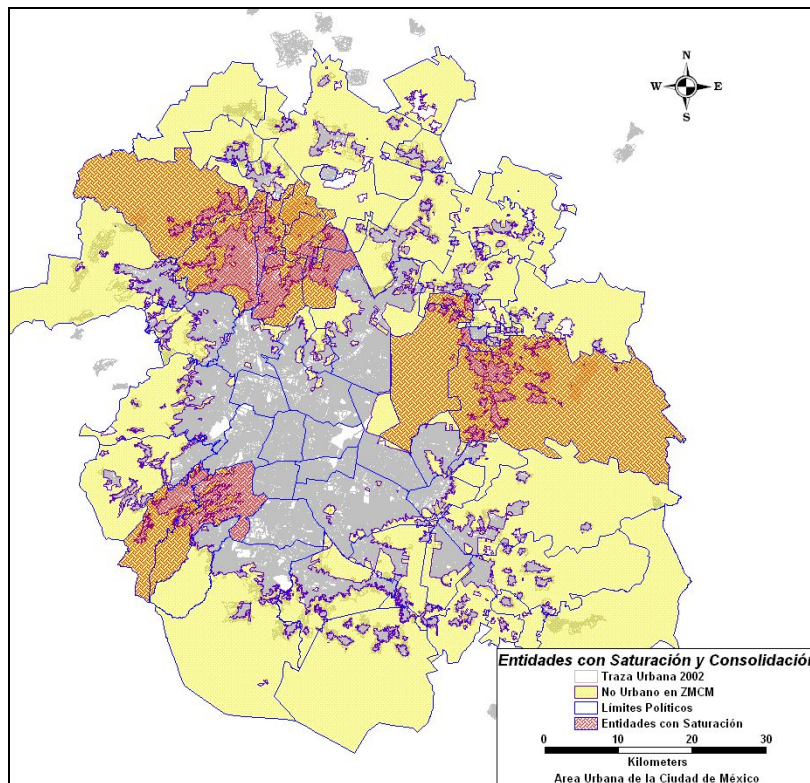 N
W E
S
Entidades con Saturación y Consolidación
Traza Urbana 2002
No Urbano en ZMCM
Límites Políticos
Entidades con Saturación
0 10 20 30
Kilometers
Area Urbana de la Ciudad de México